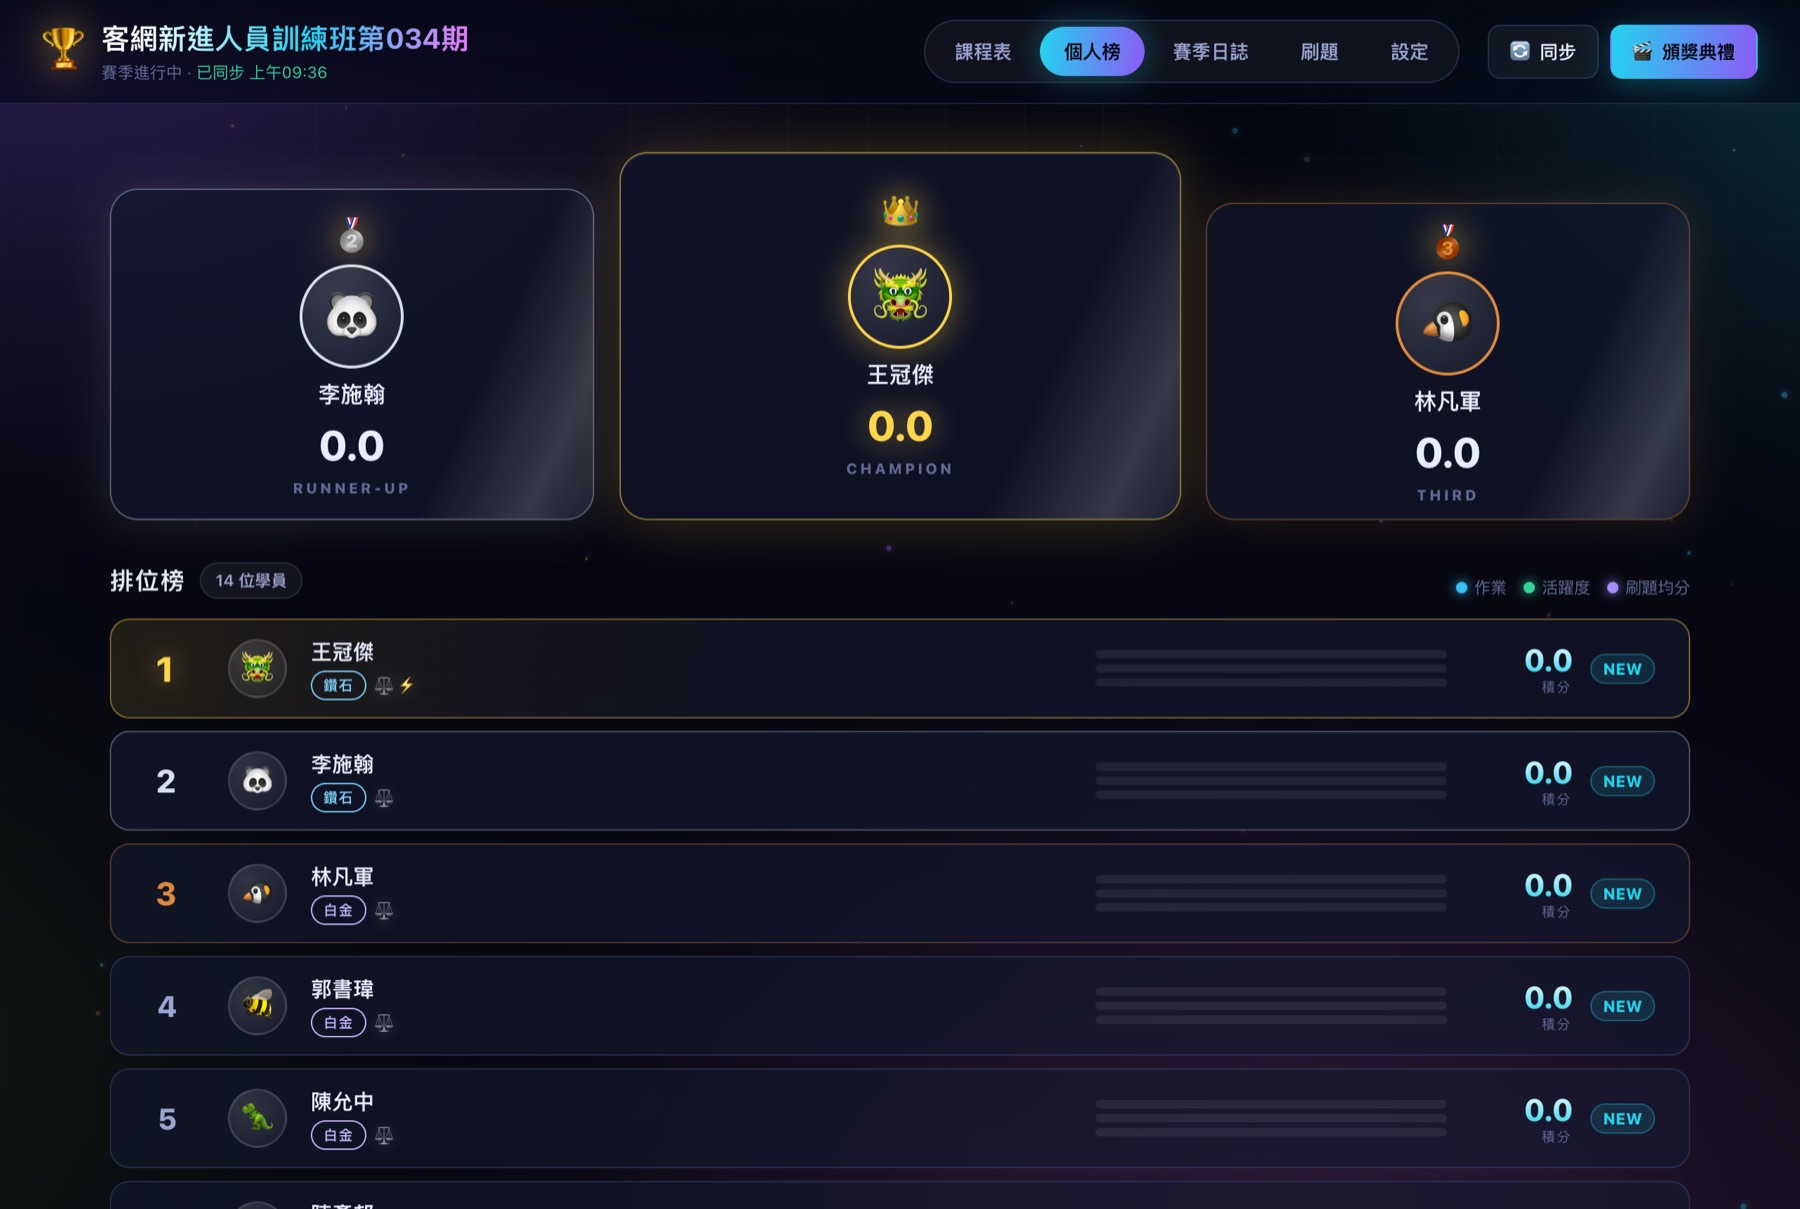 客網新進人員訓練班第034期
賽季進行中 · 已同步 上午09:36
課程表 個人榜 賽季日誌 刷題 設定
同步
頒獎典禮
2
李施翰
0.0
RUNNER-UP
王冠傑
0.0
CHAMPION
3
林凡軍
0.0
THIRD
排位榜 14 位學員
作業 活躍度 刷題均分
1
王冠傑
鑽石
0.0
積分
NEW
2
李施翰
鑽石
0.0
積分
NEW
3
林凡軍
白金
0.0
積分
NEW
4
郭書瑋
白金
0.0
積分
NEW
5
陳允中
白金
0.0
積分
NEW